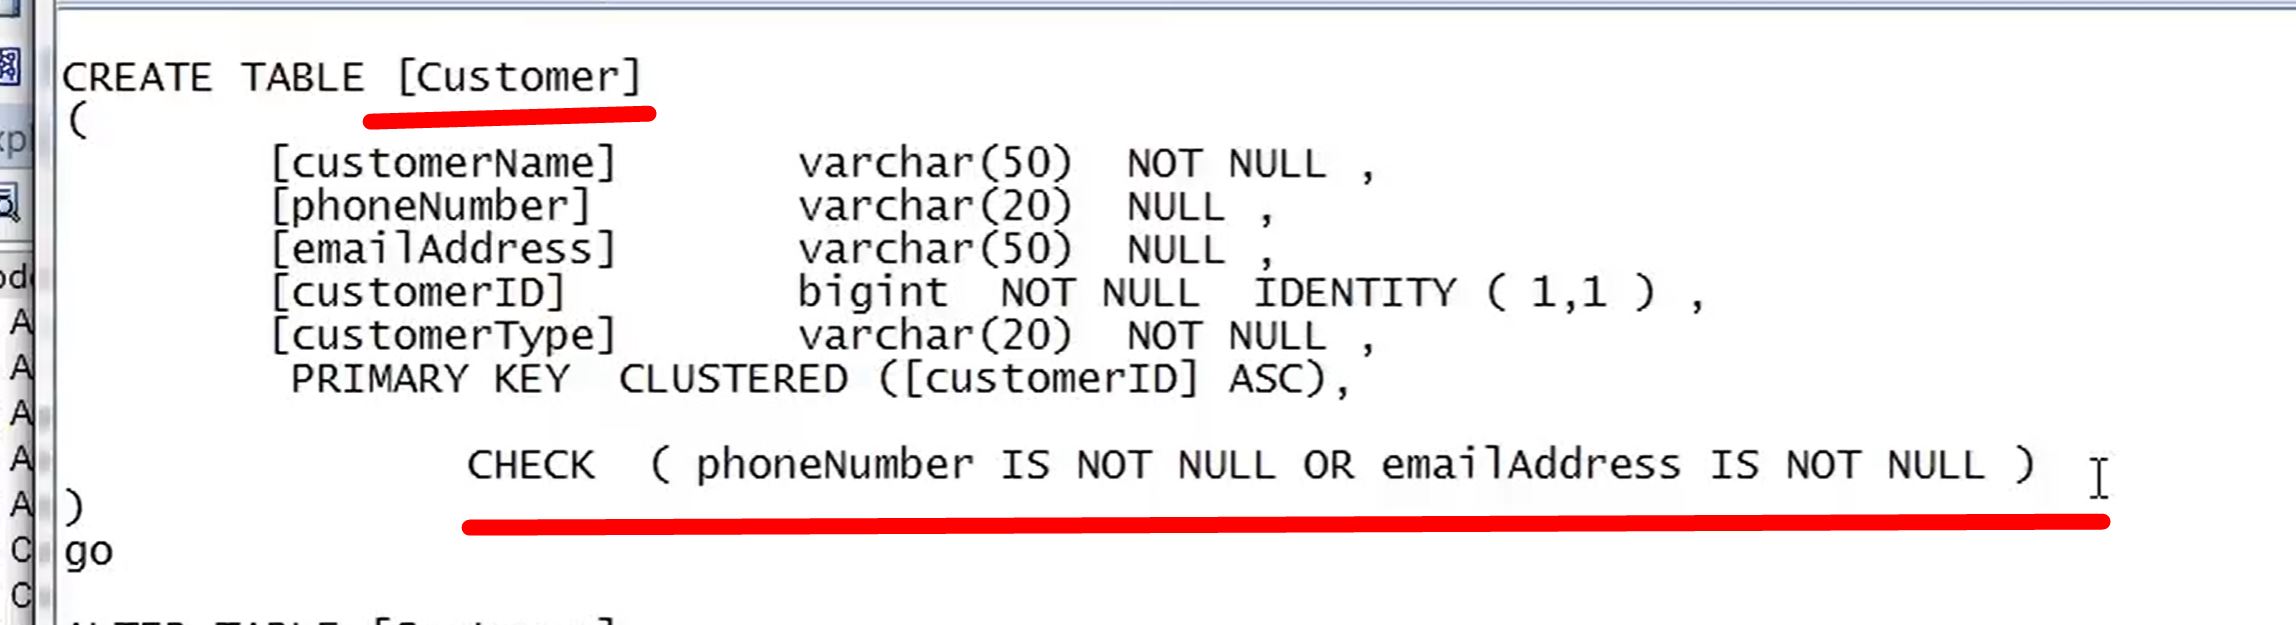 CREATE TABLE [Customer]
(
[customerName] varchar(50) NOT NULL ,
[phoneNumber] varchar(20) NULL ,
[emailAddress] varchar(50) NULL ,
[customerID] bigint NOT NULL IDENTITY ( 1,1 ) ,
[customerType] varchar(20) NOT NULL ,
PRIMARY KEY CLUSTERED ([customerID] ASC),
CHECK ( phoneNumber IS NOT NULL OR emailAddress IS NOT NULL )
)
go